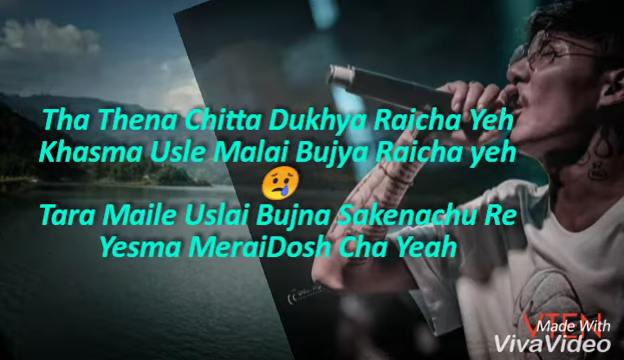 Tha Thena Chitta Dukhya Raicha Yeh
Khasma Usle Malai Bujya Raicha yeh
😢
Tara Maile Uslai Bujna Sakenachu Re
Yesma MeraiDosh Cha Yeah
VTEN
Made With
VivaVideo